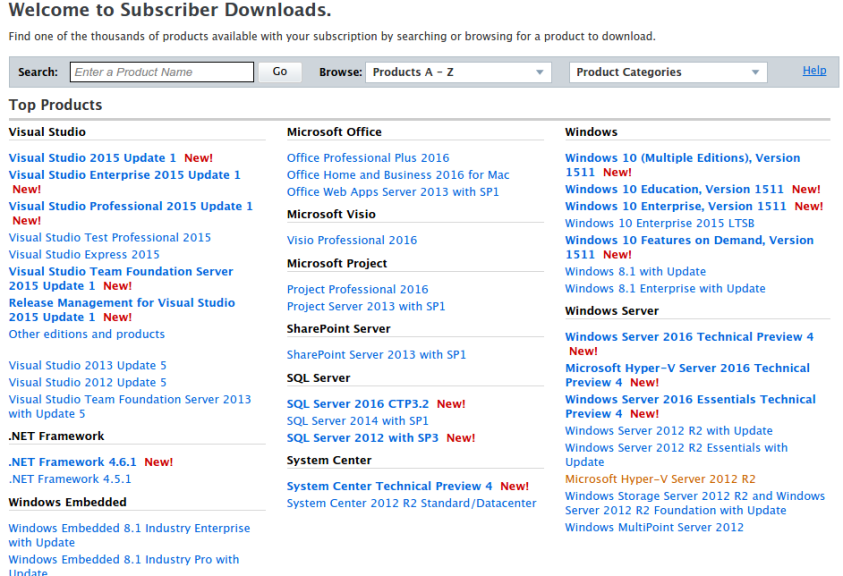 Welcome to Subscriber Downloads.
Find one of the thousands of products available with your subscription by searching or browsing for a product to download.
Search: Enter a Product Name Go Browse: Products A - Z Product Categories Help
Top Products
Visual Studio
Visual Studio 2015 Update 1 New!
Visual Studio Enterprise 2015 Update 1
New!
Visual Studio Professional 2015 Update 1
New!
Visual Studio Test Professional 2015
Visual Studio Express 2015
Visual Studio Team Foundation Server
2015 Update 1 New!
Release Management for Visual Studio
2015 Update 1 New!
Other editions and products
Visual Studio 2013 Update 5
Visual Studio 2012 Update 5
Visual Studio Team Foundation Server 2013
with Update 5
.NET Framework
.NET Framework 4.6.1 New!
.NET Framework 4.5.1
Windows Embedded
Windows Embedded 8.1 Industry Enterprise
with Update
Windows Embedded 8.1 Industry Pro with
Update
Microsoft Office
Office Professional Plus 2016
Office Home and Business 2016 for Mac
Office Web Apps Server 2013 with SP1
Microsoft Visio
Visio Professional 2016
Microsoft Project
Project Professional 2016
Project Server 2013 with SP1
SharePoint Server
SharePoint Server 2013 with SP1
SQL Server
SQL Server 2016 CTP3.2 New!
SQL Server 2014 with SP1
SQL Server 2012 with SP3 New!
System Center
System Center Technical Preview 4 New!
System Center 2012 R2 Standard/Datacenter
Windows
Windows 10 (Multiple Editions), Version
1511 New!
Windows 10 Education, Version 1511 New!
Windows 10 Enterprise, Version 1511 New!
Windows 10 Enterprise 2015 LTSB
Windows 10 Features on Demand, Version
1511 New!
Windows 8.1 with Update
Windows 8.1 Enterprise with Update
Windows Server
Windows Server 2016 Technical Preview 4
New!
Microsoft Hyper-V Server 2016 Technical
Preview 4 New!
Windows Server 2016 Essentials Technical
Preview 4 New!
Windows Server 2012 R2 with Update
Windows Server 2012 R2 Essentials with
Update
Microsoft Hyper-V Server 2012 R2
Windows Storage Server 2012 R2 and Windows
Server 2012 R2 Foundation with Update
Windows MultiPoint Server 2012